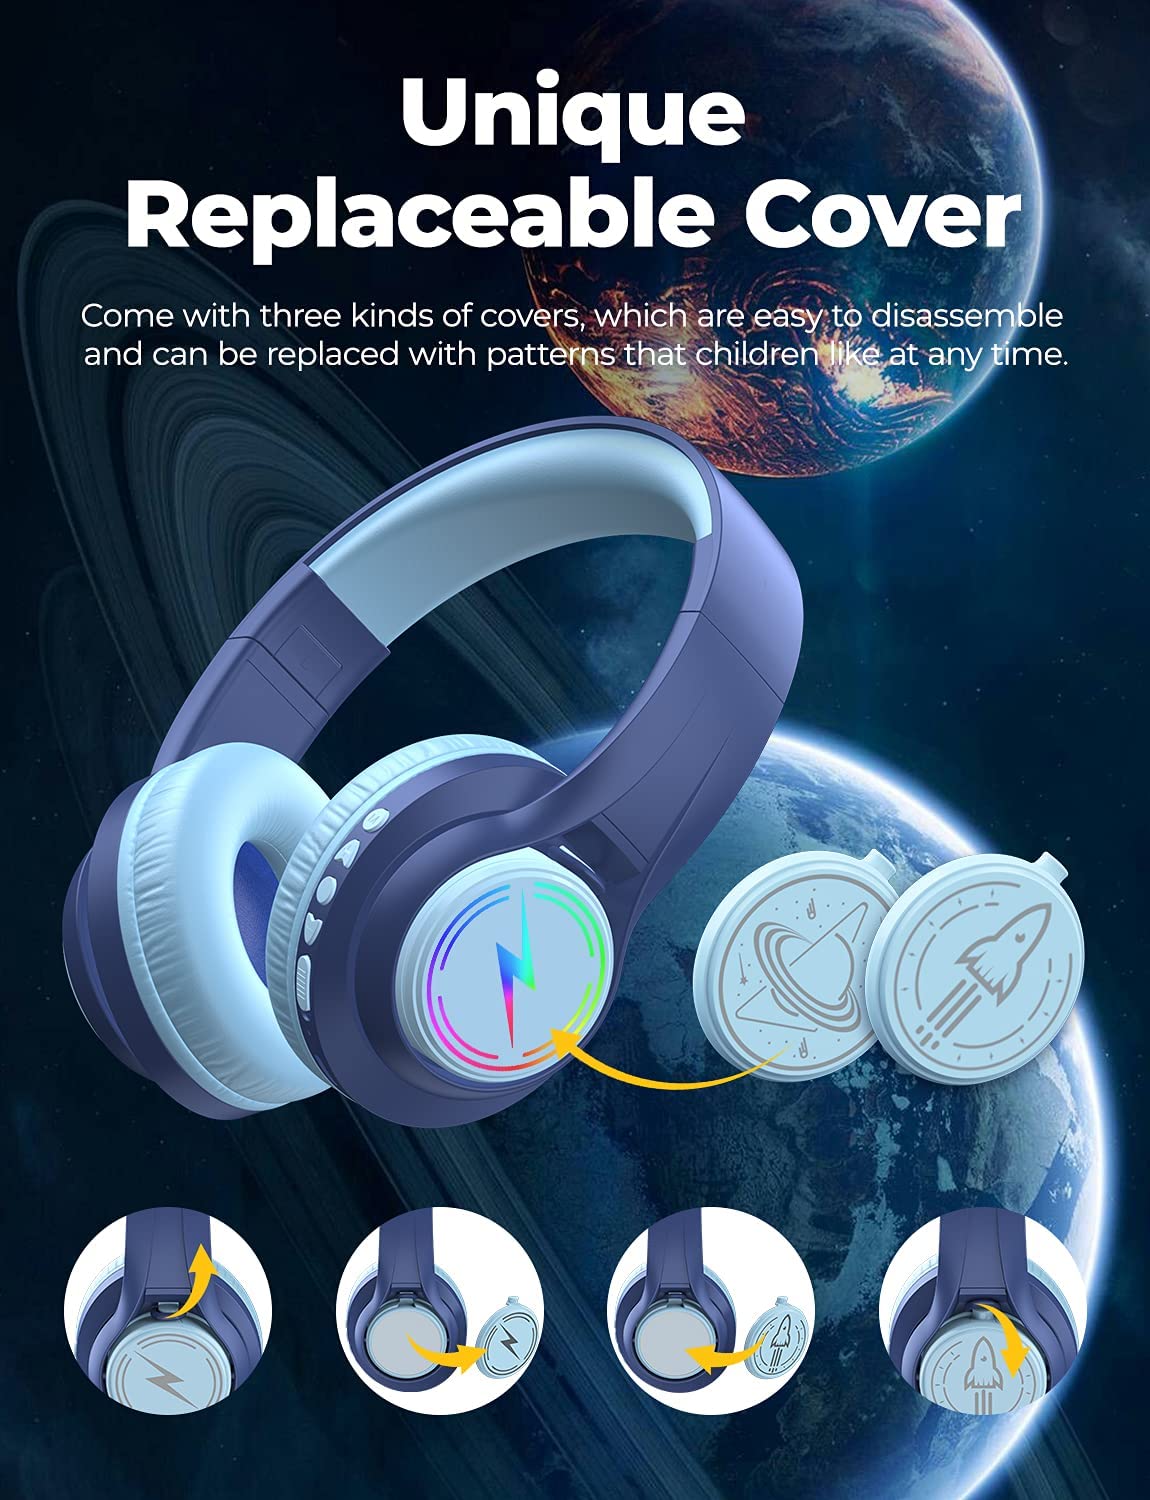 Unique
Replaceable Cover
Come with three kinds of covers, which are easy to disassemble
and can be replaced with patterns that children like at any time.